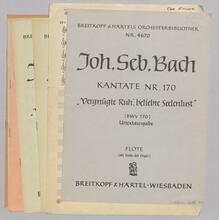 BREITKOPF & HÄRTELS ORCHESTERBIBLIOTHEK
NR. 4670
Joh. Seb. Bach
KANTATE NR. 170
„Vergnügte Ruh', beliebte Seelenlust"
(BWV 170)
Urtextausgabe
FLÖTE
BREITKOPF & HÄRTEL · WIESBADEN